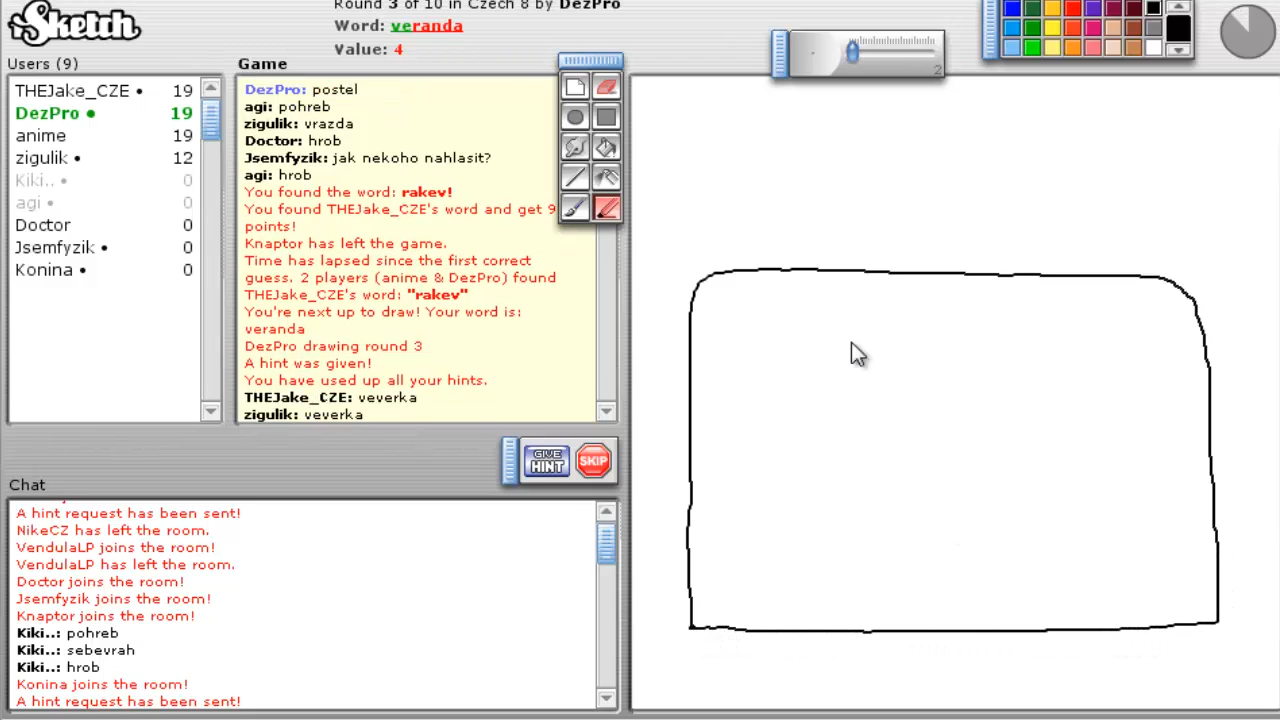 Round 3 of 10 in Czech 8 by DezPro
iSketch
Word: veranda
Value: 4
Users (9)
THEJake_CZE • 19
DezPro • 19
anime 19
zigulik • 12
Kiki.. • 0
agi • 0
Doctor 0
Jsemfyzik • 0
Konina • 0
Game
DezPro: postel
agi: pohreb
zigulik: vrazda
Doctor: hrob
Jsemfyzik: jak nekoho nahlasit?
agi: hrob
You found the word: rakev!
You found THEJake_CZE's word and get 9
points!
Knaptor has left the game.
Time has lapsed since the first correct
guess. 2 players (anime & DezPro) found
THEJake_CZE's word: "rakev"
You're next up to draw! Your word is:
veranda
DezPro drawing round 3
A hint was given!
You have used up all your hints.
THEJake_CZE: veverka
zigulik: veverka
2
GIVE
HINT
SKIP
Chat
A hint request has been sent!
NikeCZ has left the room.
VendulaLP joins the room!
VendulaLP has left the room.
Doctor joins the room!
Jsemfyzik joins the room!
Knaptor joins the room!
Kiki..: pohreb
Kiki..: sebevrah
Kiki..: hrob
Konina joins the room!
A hint request has been sent!